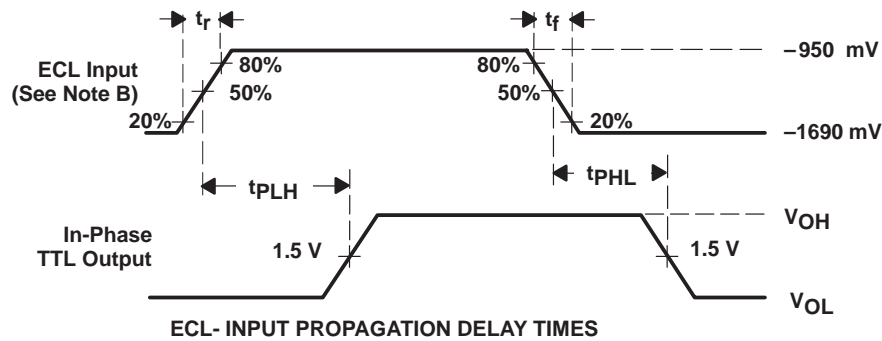 tr
tf
–950 mV
ECL Input
(See Note B)
80%
80%
50%
50%
20%
20%
–1690 mV
tPLH
tPHL
VOH
In-Phase
TTL Output
1.5 V
1.5 V
VOL
ECL- INPUT PROPAGATION DELAY TIMES